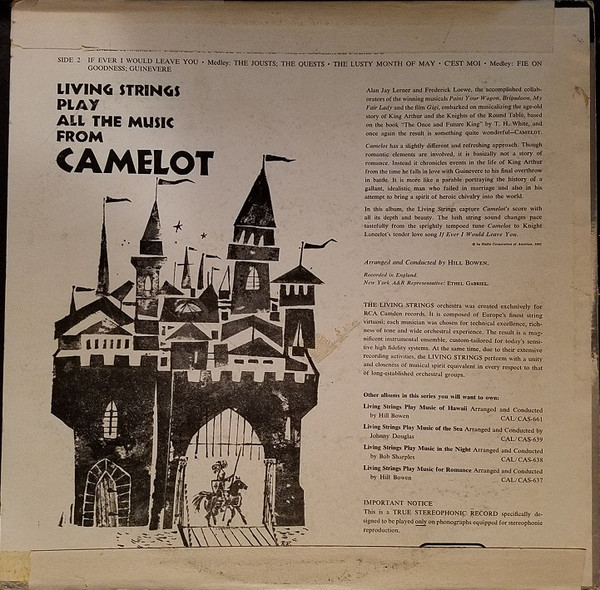 SIDE 2 IF EVER I WOULD LEAVE YOU • Medley: THE JOUSTS; THE QUESTS • THE LUSTY MONTH OF MAY • C'EST MOI • Medley: FIE ON
GOODNESS; GUINEVERE
LIVING STRINGS
PLAY
ALL THE MUSIC
FROM
CAMELOT
Alan Jay Lerner and Frederick Loewe, the accomplished collab-
orators of the winning musicals Paint Your Wagon, Brigadoon, My
Fair Lady and the film Gigi, embarked on musicalizing the age-old
story of King Arthur and the Knights of the Round Table, based
on the book "The Once and Future King" by T. H. White, and
once again the result is something quite wonderful—CAMELOT.
Camelot has a slightly different and refreshing approach. Though
romantic elements are involved, it is basically not a story of
romance. Instead it chronicles events in the life of King Arthur
from the time he falls in love with Guinevere to his final overthrow
in battle. It is more like a parable portraying the history of a
gallant, idealistic man who failed in marriage and also in his
attempt to bring a spirit of heroic chivalry into the world.
In this album, the Living Strings capture Camelot's score with
all its depth and beauty. The lush string sound changes pace
tastefully from the sprightly tempoed tune Camelot to Knight
Lancelot's tender love song If Ever I Would Leave You.
© by Radio Corporation of America, 1961
Arranged and Conducted by HILL BOWEN.
Recorded in England.
New York A&R Representative: ETHEL GABRIEL.
THE LIVING STRINGS orchestra was created exclusively for
RCA Camden records. It is composed of Europe's finest string
virtuosi; each musician was chosen for technical excellence, rich-
ness of tone and wide orchestral experience. The result is a mag-
nificent instrumental ensemble, custom-tailored for today's sensi-
tive high fidelity systems. At the same time, due to their extensive
recording activities, the LIVING STRINGS perform with a unity
and closeness of musical spirit equivalent in every respect to that
of long-established orchestral groups.
Other albums in this series you will want to own:
Living Strings Play Music of Hawaii Arranged and Conducted
by Hill Bowen CAL/CAS-661
Living Strings Play Music of the Sea Arranged and Conducted by
Johnny Douglas CAL/CAS-639
Living Strings Play Music in the Night Arranged and Conducted
by Bob Sharples CAL/CAS-638
Living Strings Play Music for Romance Arranged and Conducted
by Hill Bowen CAL/CAS-637
IMPORTANT NOTICE
This is a TRUE STEREOPHONIC RECORD specifically de-
signed to be played only on phonographs equipped for stereophonic
reproduction.